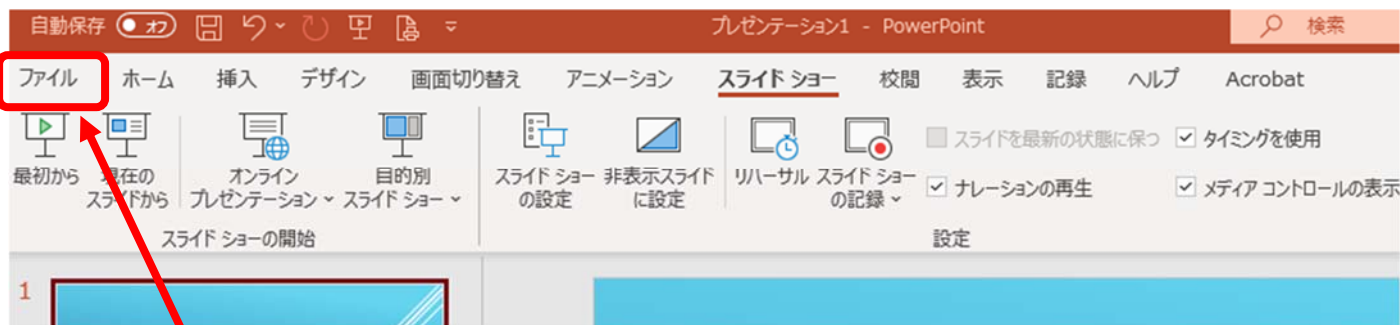 自動保存 オフ プレゼンテーション1 - PowerPoint 検索
ファイル ホーム 挿入 デザイン 画面切り替え アニメーション スライド ショー 校閲 表示 記録 ヘルプ Acrobat
最初から
現在の
スライドから
オンライン
プレゼンテーション
目的別
スライド ショー
スライド ショー
の設定
非表示スライド
に設定
リハーサル
スライド ショー
の記録
スライドを最新の状態に保つ
ナレーションの再生
タイミングを使用
メディア コントロールの表示
スライド ショーの開始
設定
1